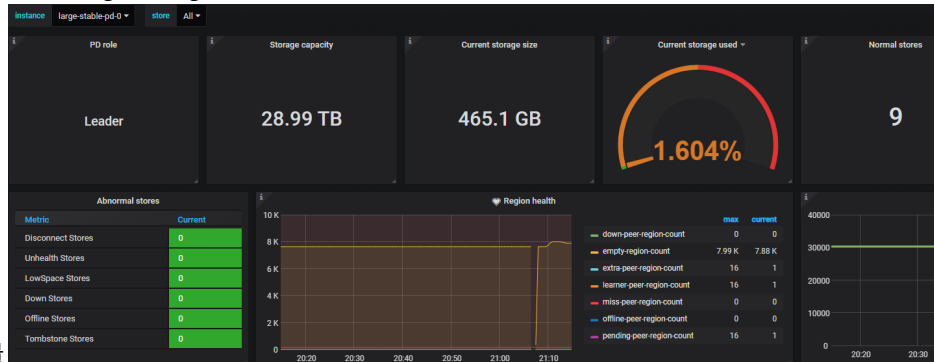 instance large-stable-pd-0 store All
PD role
Storage capacity
Current storage size
Current storage used
Normal stores
Leader
28.99 TB
465.1 GB
1.604%
9
Abnormal stores
Metric Current
Disconnect Stores 0
Unhealth Stores 0
LowSpace Stores 0
Down Stores 0
Offline Stores 0
Tombstone Stores 0
Region health
10 K
8 K
6 K
4 K
2 K
0
20:20 20:30 20:40 20:50 21:00 21:10
max current
down-peer-region-count 0 0
empty-region-count 7.99 K 7.88 K
extra-peer-region-count 16 1
learner-peer-region-count 16 1
miss-peer-region-count 0 0
offline-peer-region-count 0 0
pending-peer-region-count 16 1
40000
30000
20000
10000
0
20:20 20:30